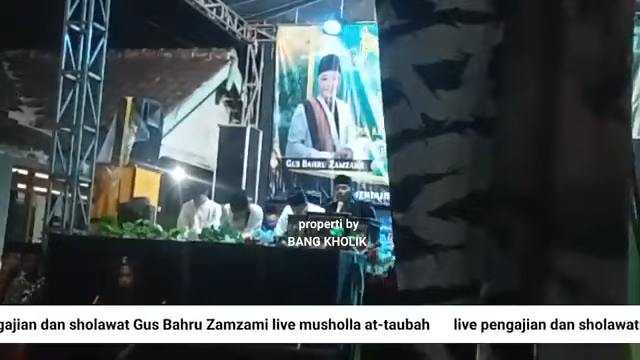 GUS BAHRU ZAMZAMI
properti by
BANG KHOLIK
gajian dan sholawat Gus Bahru Zamzami live musholla at-taubah live pengajian dan sholawat